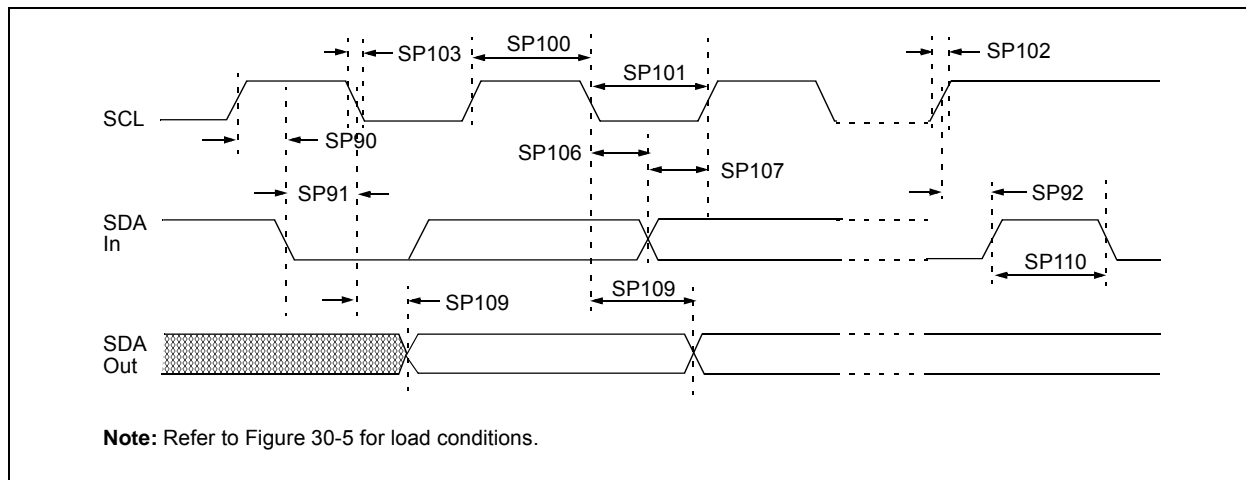 SP103
SP100
SP101
SP102
SCL
SP90
SP106
SP107
SP91
SP92
SDA
In
SP110
SP109
SP109
SDA
Out
Note: Refer to Figure 30-5 for load conditions.